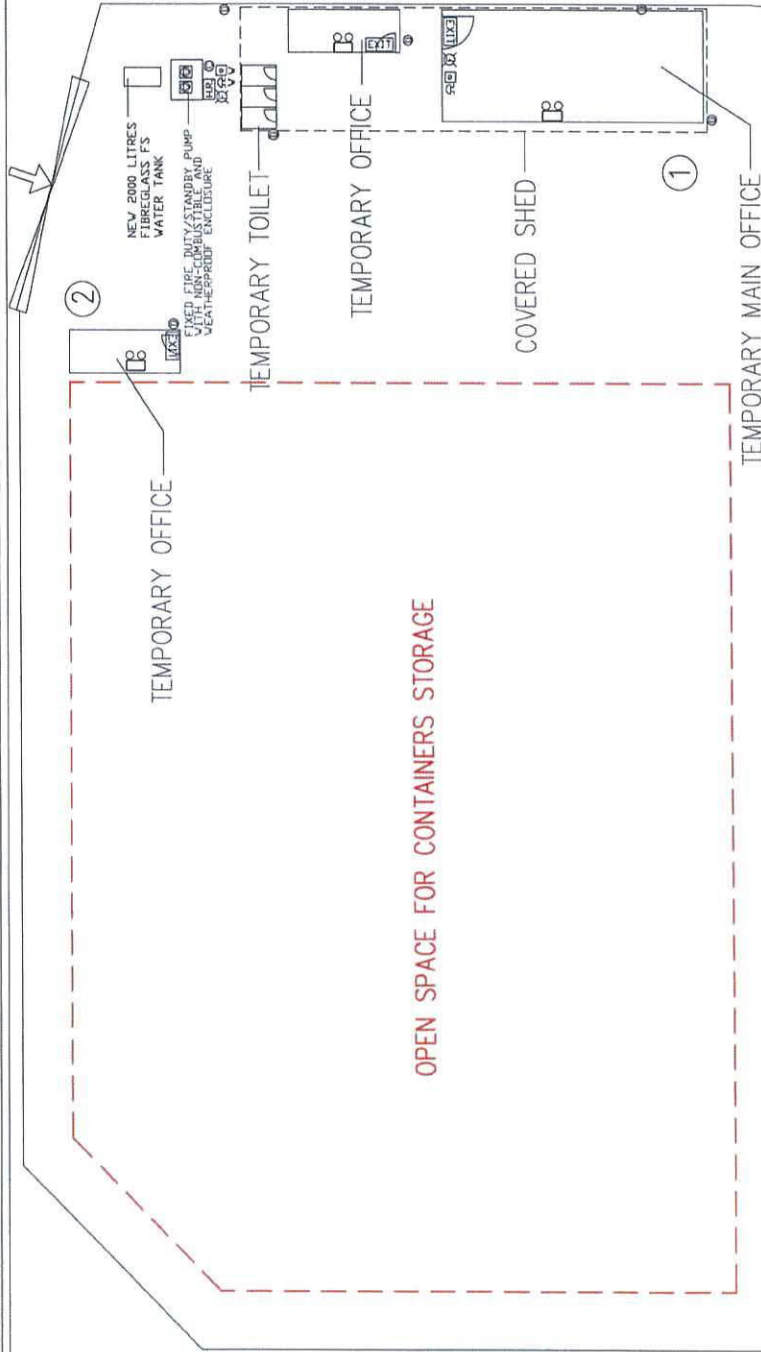 NEW 2000 LITRES
FIBREGLASS FS
WATER TANK
FIXED FIRE DUTY/STANDBY PUMP
WITH NON-COMBUSTIBLE AND
WEATHERPROOF ENCLOSURE
H.R
TEMPORARY TOILET
EXIT
TEMPORARY OFFICE
EXIT
COVERED SHED
1
TEMPORARY MAIN OFFICE
2
EXIT
TEMPORARY OFFICE
OPEN SPACE FOR CONTAINERS STORAGE